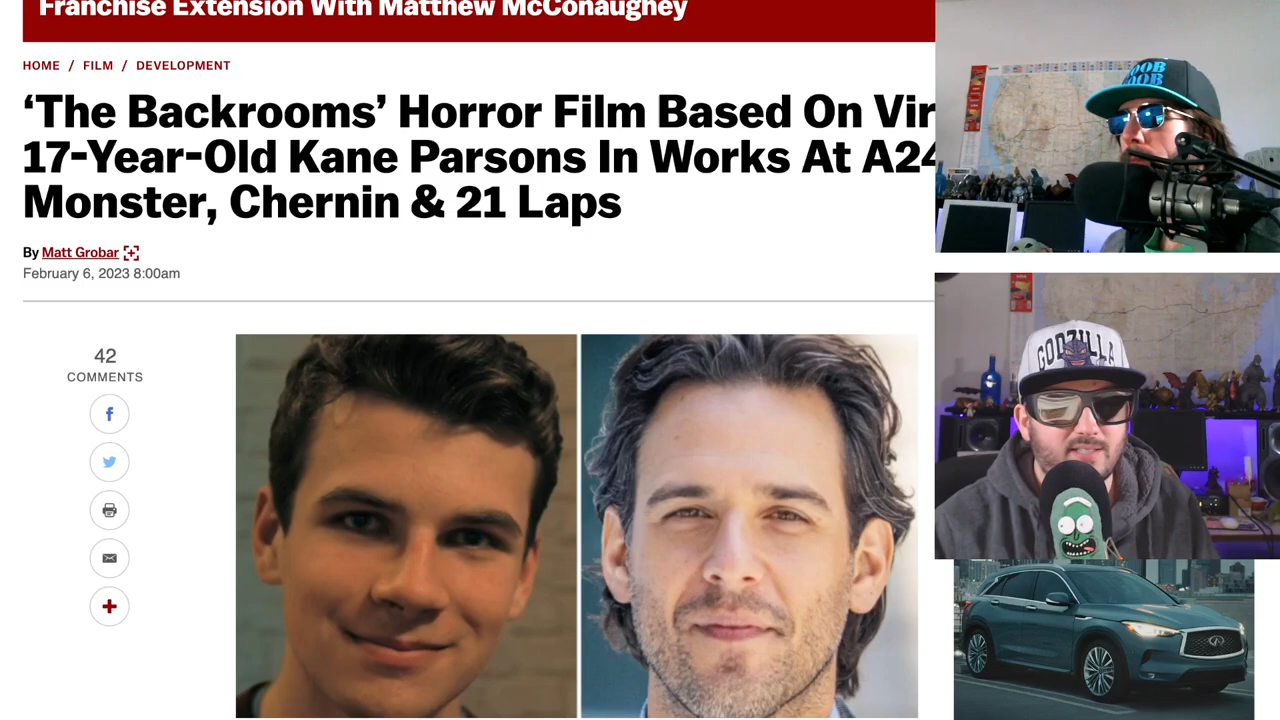 Franchise Extension With Matthew McConaughey
HOME / FILM / DEVELOPMENT
‘The Backrooms’ Horror Film Based On Vir
17-Year-Old Kane Parsons In Works At A24
Monster, Chernin & 21 Laps
By Matt Grobar
February 6, 2023 8:00am
42
COMMENTS
GODZILLA